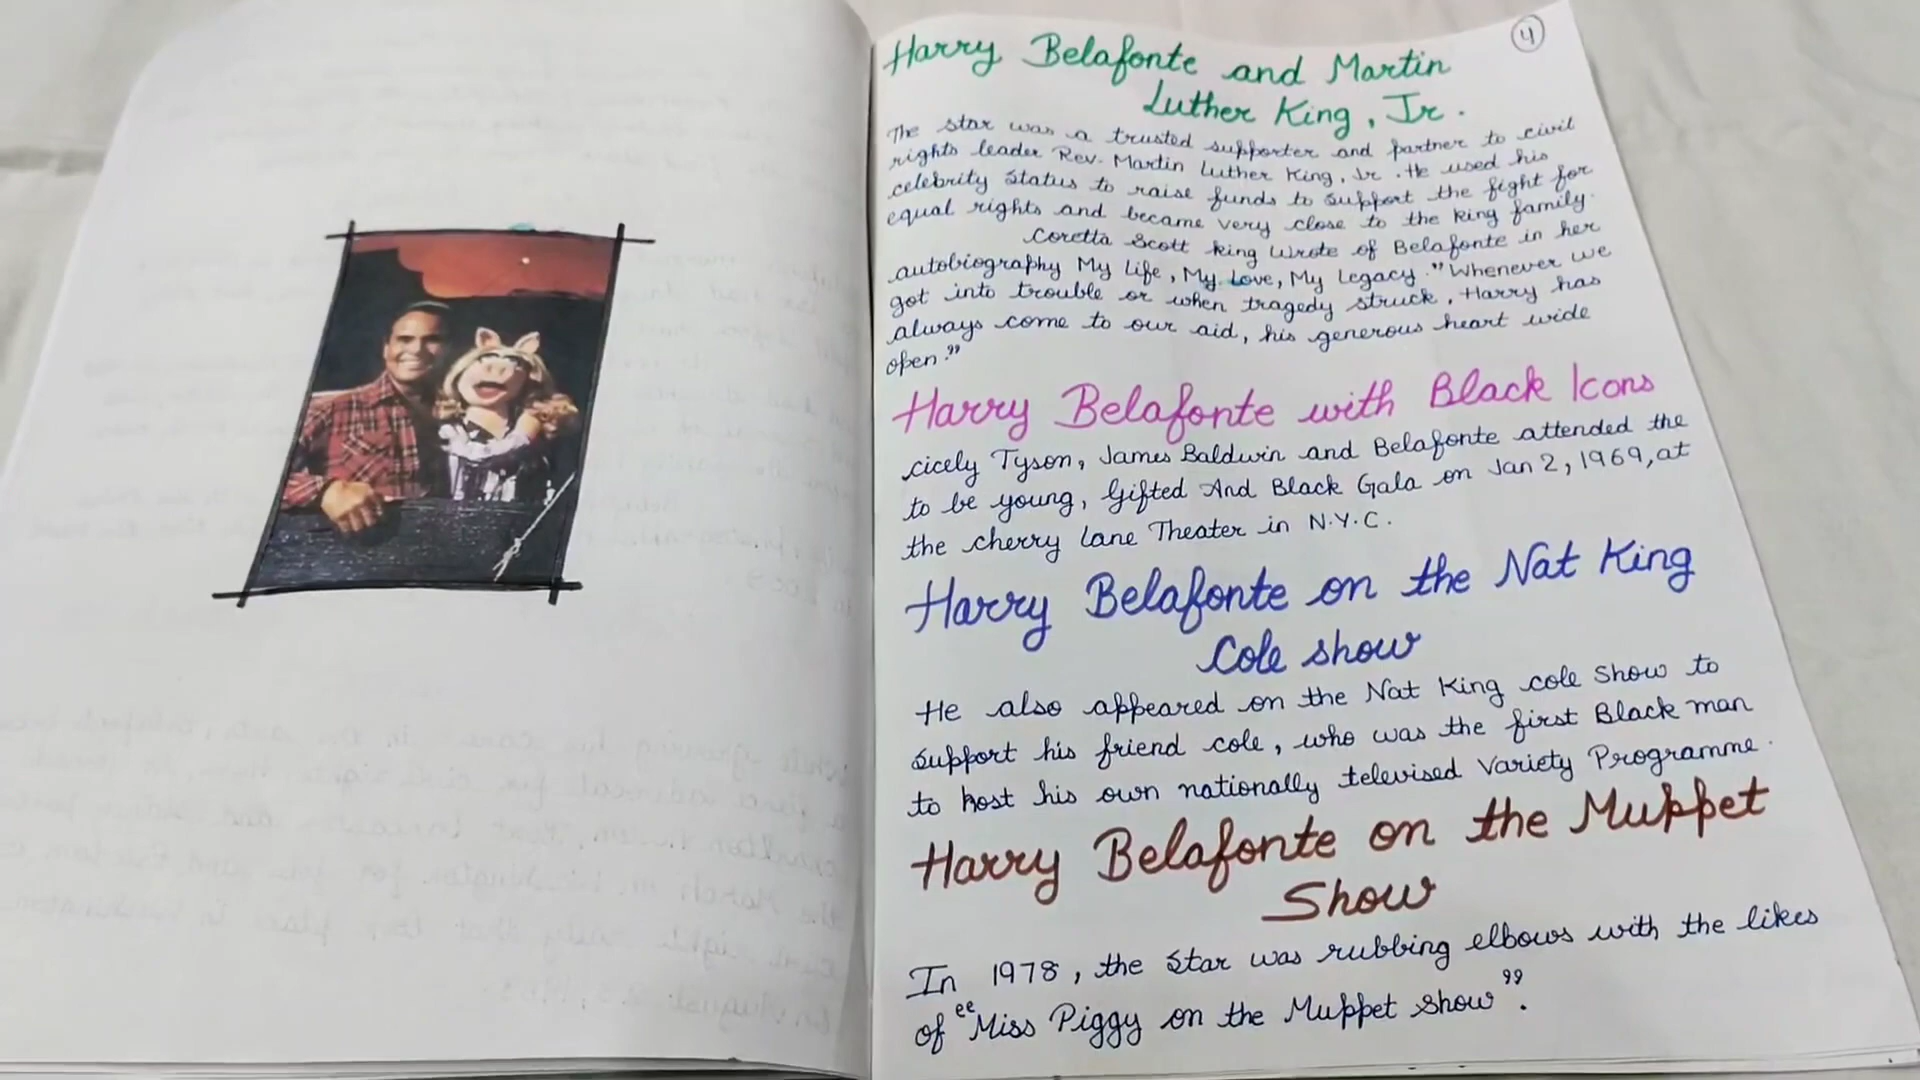 4
Harry Belafonte and Martin
Luther King, Jr.
The star was a trusted supporter and partner to civil
rights leader Rev. Martin Luther King, Jr. He used his
celebrity status to raise funds to support the fight for
equal rights and became very close to the king family.
Coretta Scott king Wrote of Belafonte in her
autobiography My Life, My Love, My Legacy. "Whenever we
got into trouble or when tragedy struck, Harry has
always come to our aid, his generous heart wide
open."
Harry Belafonte with Black Icons
cicely Tyson, James Baldwin and Belafonte attended the
to be young, Gifted And Black Gala on Jan 2, 1969, at
the cherry lane Theater in N.Y.C.
Harry Belafonte on the Nat King
Cole show
He also appeared on the Nat King cole Show to
support his friend cole, who was the first Black man
to host his own nationally televised Variety Programme.
Harry Belafonte on the Muppet
Show
In 1978, the star was rubbing elbows with the likes
of "Miss Piggy on the Muppet Show".